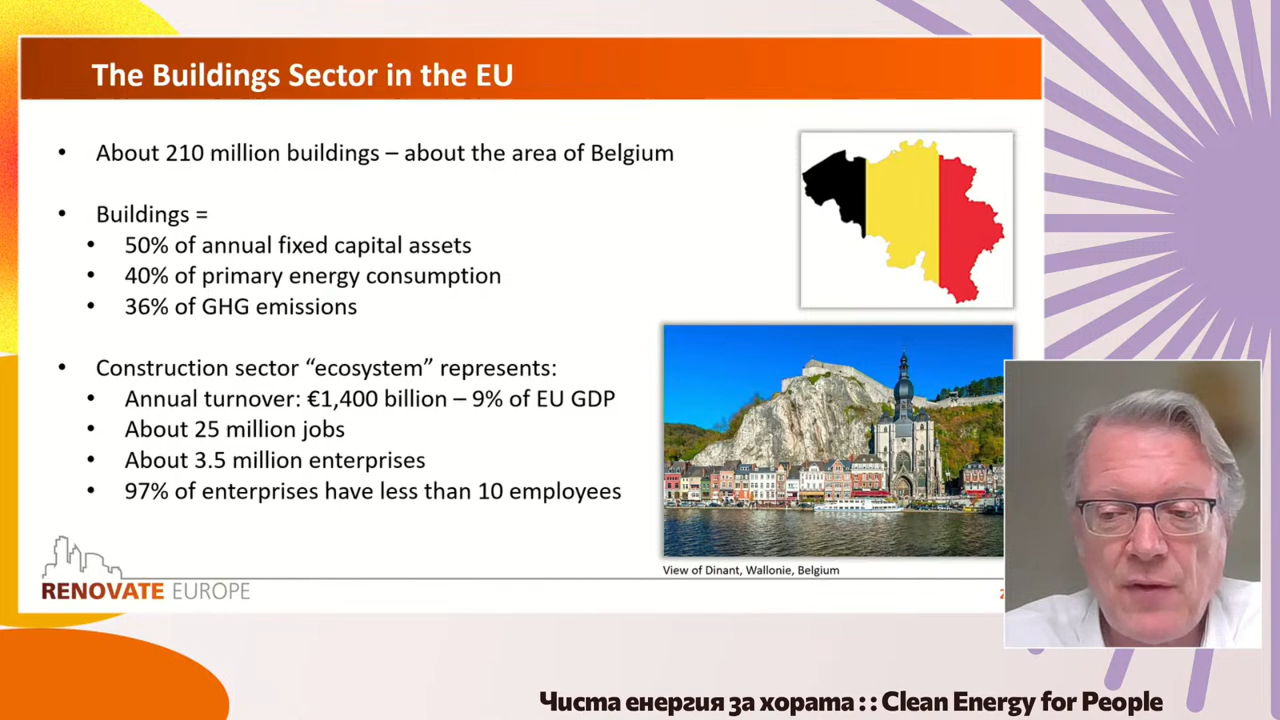 The Buildings Sector in the EU
• About 210 million buildings – about the area of Belgium
• Buildings =
• 50% of annual fixed capital assets
• 40% of primary energy consumption
• 36% of GHG emissions
• Construction sector “ecosystem” represents:
• Annual turnover: €1,400 billion – 9% of EU GDP
• About 25 million jobs
• About 3.5 million enterprises
• 97% of enterprises have less than 10 employees
View of Dinant, Wallonie, Belgium
RENOVATE EUROPE
Чиста енергия за хората :: Clean Energy for People